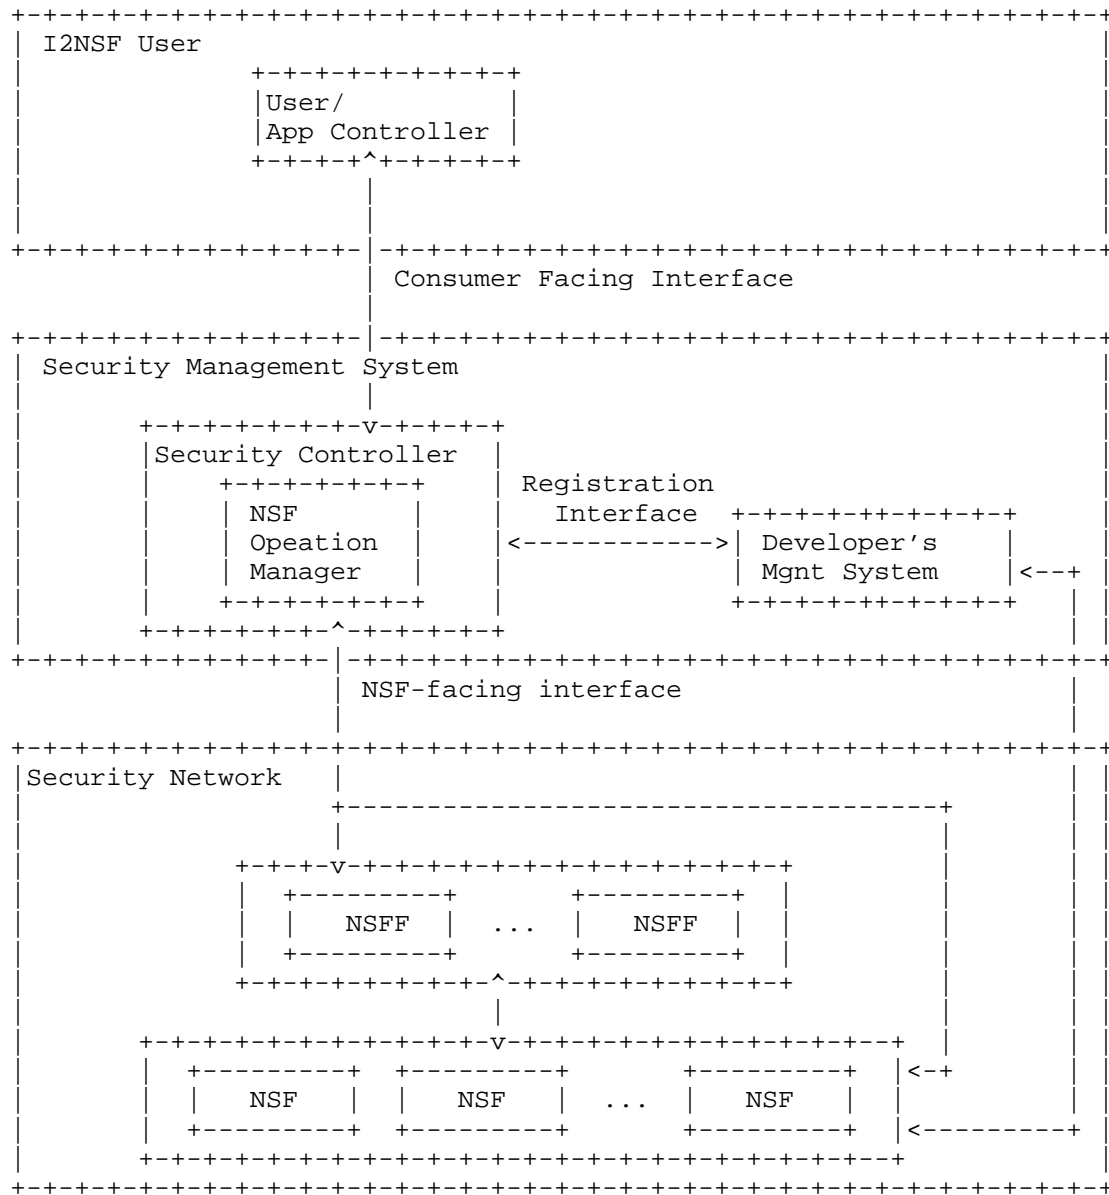 I2NSF User
User/
App Controller
Consumer Facing Interface
Security Management System
Security Controller
Registration
NSF Interface
Opeation Developer's
Manager Mgnt System
NSF-facing interface
Security Network
NSFF ... NSFF
NSF NSF ... NSF